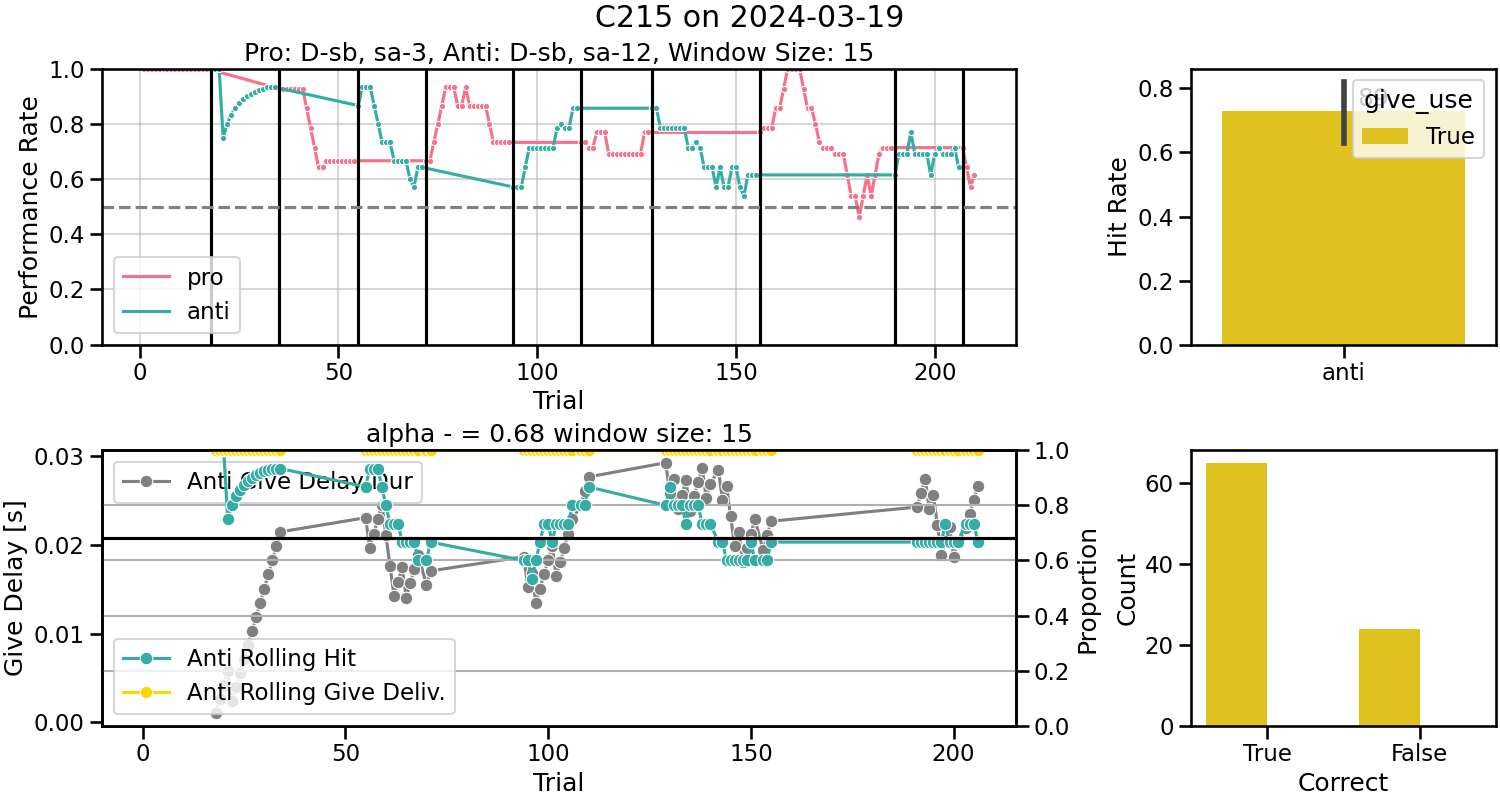 C215 on 2024-03-19
Pro: D-sb, sa-3, Anti: D-sb, sa-12, Window Size: 15
Performance Rate
1.0
0.8
0.6
0.4
0.2
0.0
pro
anti
0
50
100
150
200
Trial
Hit Rate
0.8
0.6
0.4
0.2
0.0
give_use
True
anti
alpha - = 0.68 window size: 15
Give Delay [s]
0.03
0.02
0.01
0.00
Anti Give Delay Dur
Anti Rolling Hit
Anti Rolling Give Deliv.
1.0
0.8
0.6
0.4
0.2
0.0
Proportion
0
50
100
150
200
Trial
Count
60
40
20
0
True
False
Correct